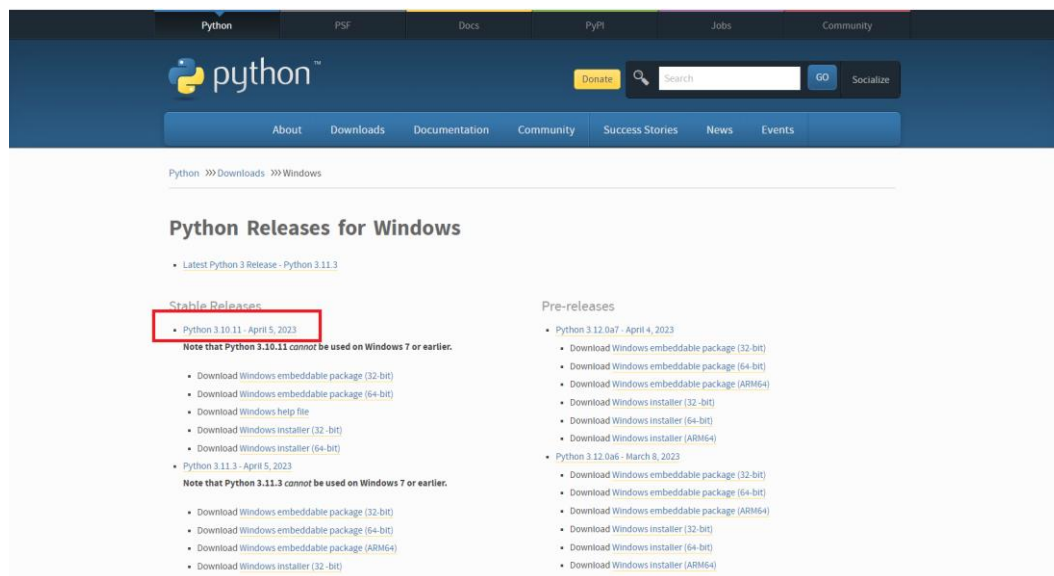 Python PSF Docs PyPI Jobs Community
python™
Donate Search GO Socialize
About Downloads Documentation Community Success Stories News Events
Python >>> Downloads >>> Windows
Python Releases for Windows
• Latest Python 3 Release - Python 3.11.3
Stable Releases
• Python 3.10.11 - April 5, 2023
Note that Python 3.10.11 cannot be used on Windows 7 or earlier.
• Download Windows embeddable package (32-bit)
• Download Windows embeddable package (64-bit)
• Download Windows help file
• Download Windows installer (32 -bit)
• Download Windows installer (64-bit)
• Python 3.11.3 - April 5, 2023
Note that Python 3.11.3 cannot be used on Windows 7 or earlier.
• Download Windows embeddable package (32-bit)
• Download Windows embeddable package (64-bit)
• Download Windows embeddable package (ARM64)
• Download Windows installer (32 -bit)
Pre-releases
• Python 3.12.0a7 - April 4, 2023
• Download Windows embeddable package (32-bit)
• Download Windows embeddable package (64-bit)
• Download Windows embeddable package (ARM64)
• Download Windows installer (32 -bit)
• Download Windows installer (64-bit)
• Download Windows installer (ARM64)
• Python 3.12.0a6 - March 8, 2023
• Download Windows embeddable package (32-bit)
• Download Windows embeddable package (64-bit)
• Download Windows embeddable package (ARM64)
• Download Windows installer (32-bit)
• Download Windows installer (64-bit)
• Download Windows installer (ARM64)